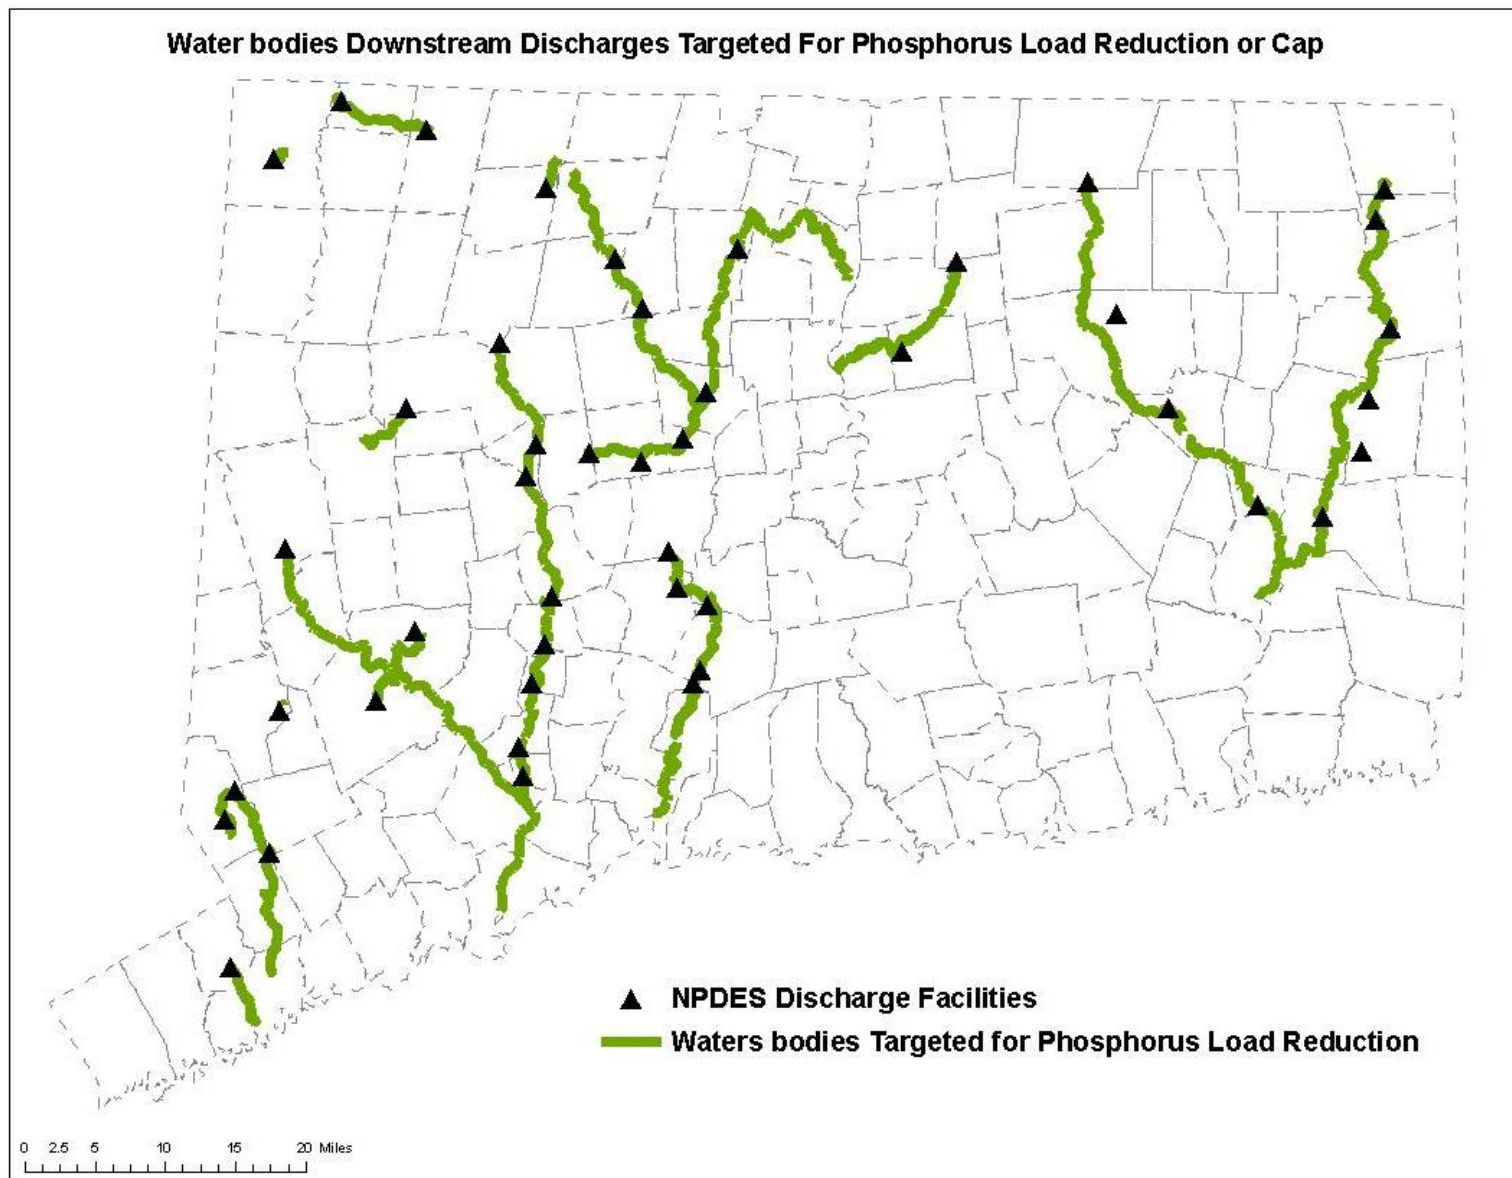 Water bodies Downstream Discharges Targeted For Phosphorus Load Reduction or Cap
NPDES Discharge Facilities
Waters bodies Targeted for Phosphorus Load Reduction
0 2.5 5 10 15 20 Miles